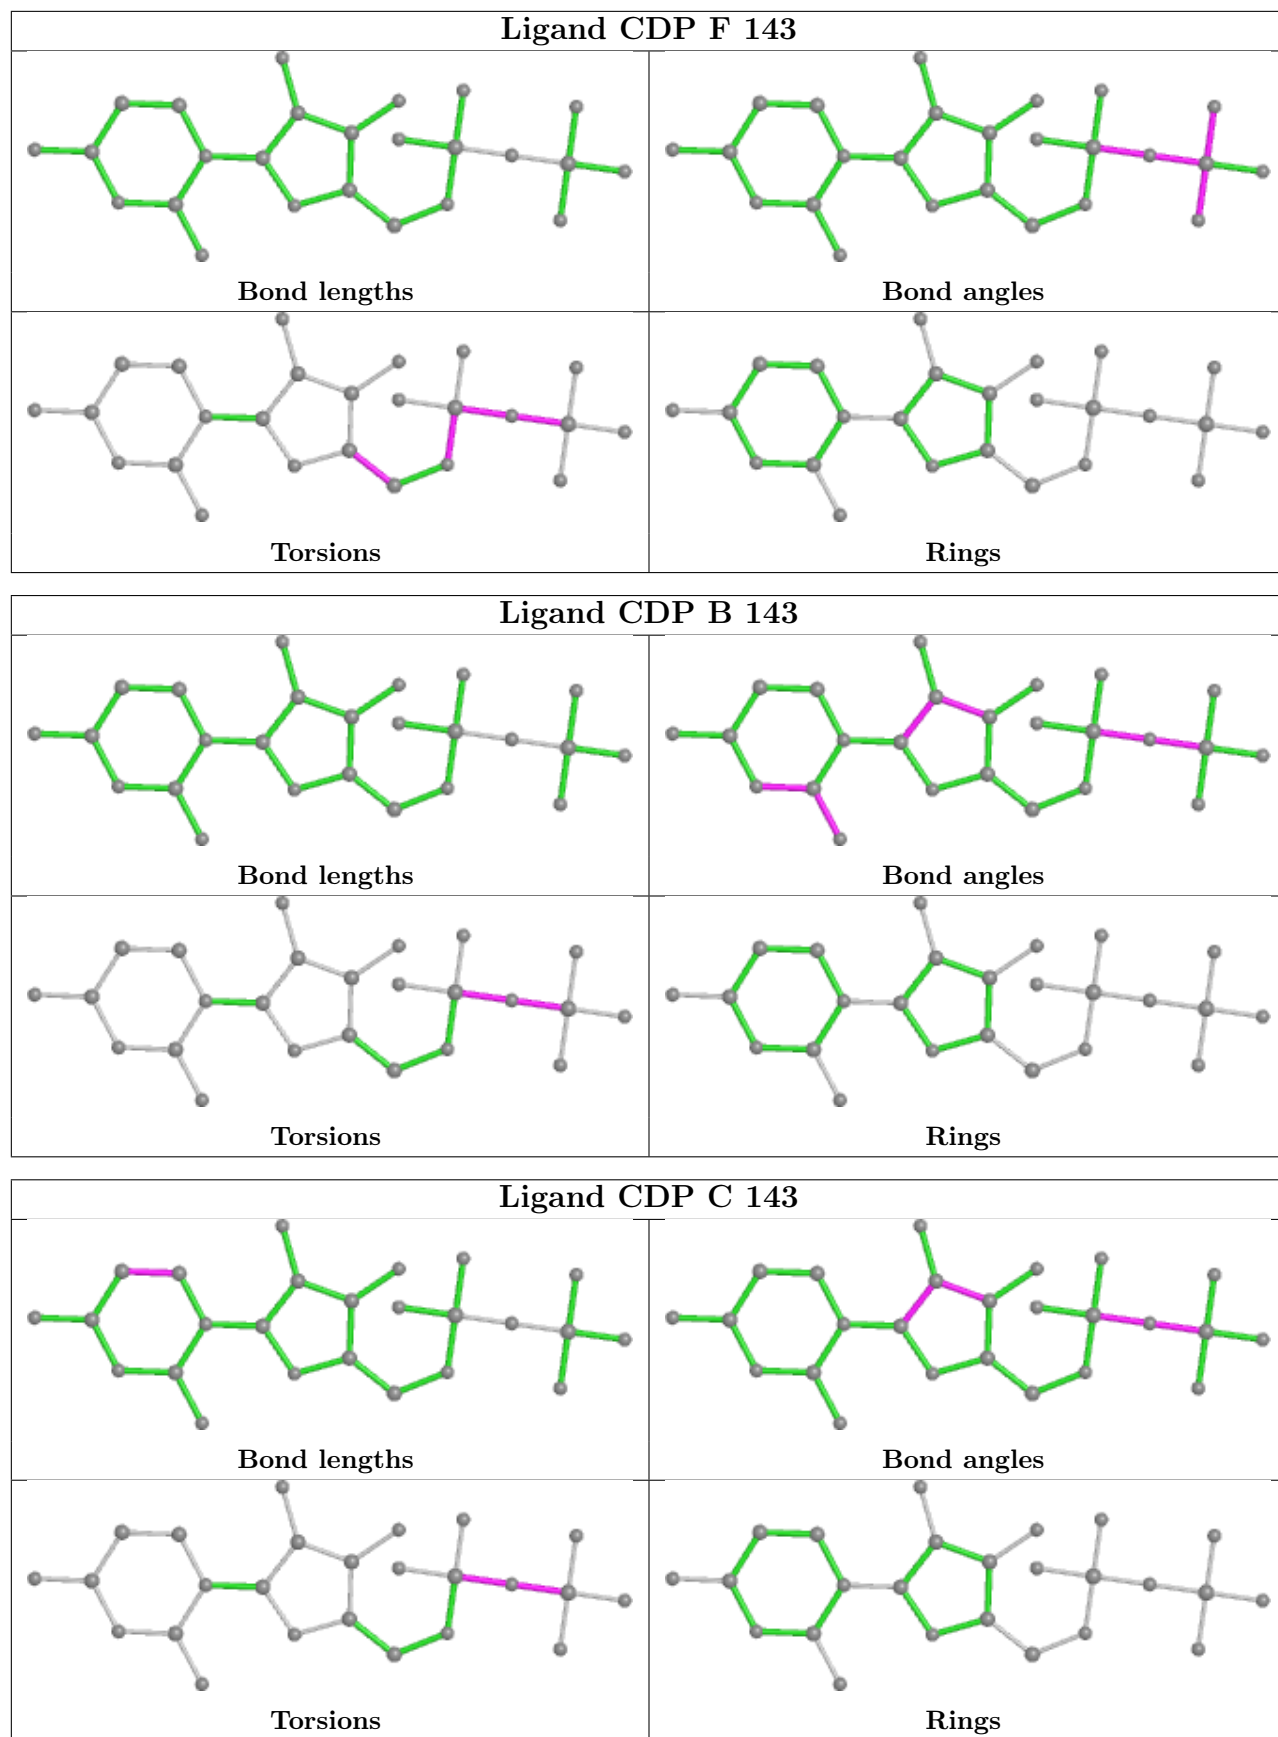 Ligand CDP F 143
Bond lengths
Bond angles
Torsions
Rings
Ligand CDP B 143
Bond lengths
Bond angles
Torsions
Rings
Ligand CDP C 143
Bond lengths
Bond angles
Torsions
Rings